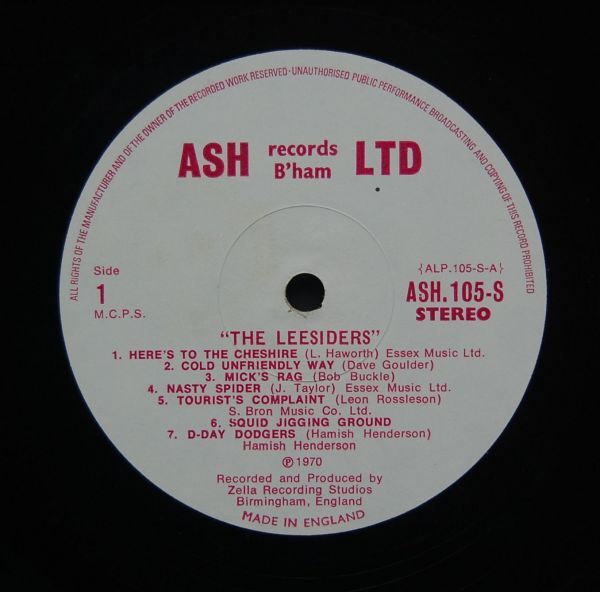 ALL RIGHTS OF THE MANUFACTURER AND OF THE OWNER OF THE RECORDED WORK RESERVED · UNAUTHORISED PUBLIC PERFORMANCE BROADCASTING AND COPYING OF THIS RECORD PROHIBITED
ASH records B'ham LTD
Side
1
M.C.P.S.
{ALP.105-S-A}
ASH.105-S
STEREO
"THE LEESIDERS"
1. HERE'S TO THE CHESHIRE (L. Haworth) Essex Music Ltd.
2. COLD UNFRIENDLY WAY (Dave Goulder)
3. MICK'S RAG (Bob Buckle)
4. NASTY SPIDER (J. Taylor) Essex Music Ltd.
5. TOURIST'S COMPLAINT (Leon Rossleson)
S. Bron Music Co. Ltd.
6. SQUID JIGGING GROUND
7. D-DAY DODGERS (Hamish Henderson)
Hamish Henderson
℗ 1970
Recorded and Produced by
Zella Recording Studios
Birmingham, England
MADE IN ENGLAND